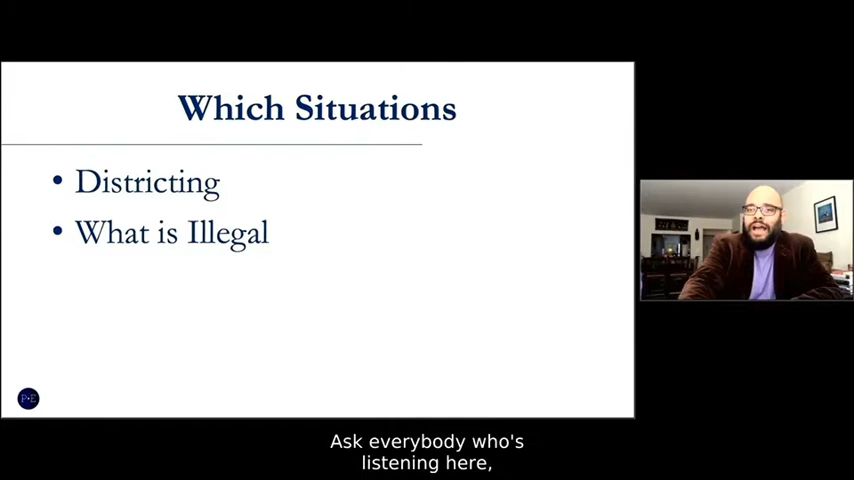 Which Situations
• Districting
• What is Illegal
P•E
Ask everybody who's
listening here,